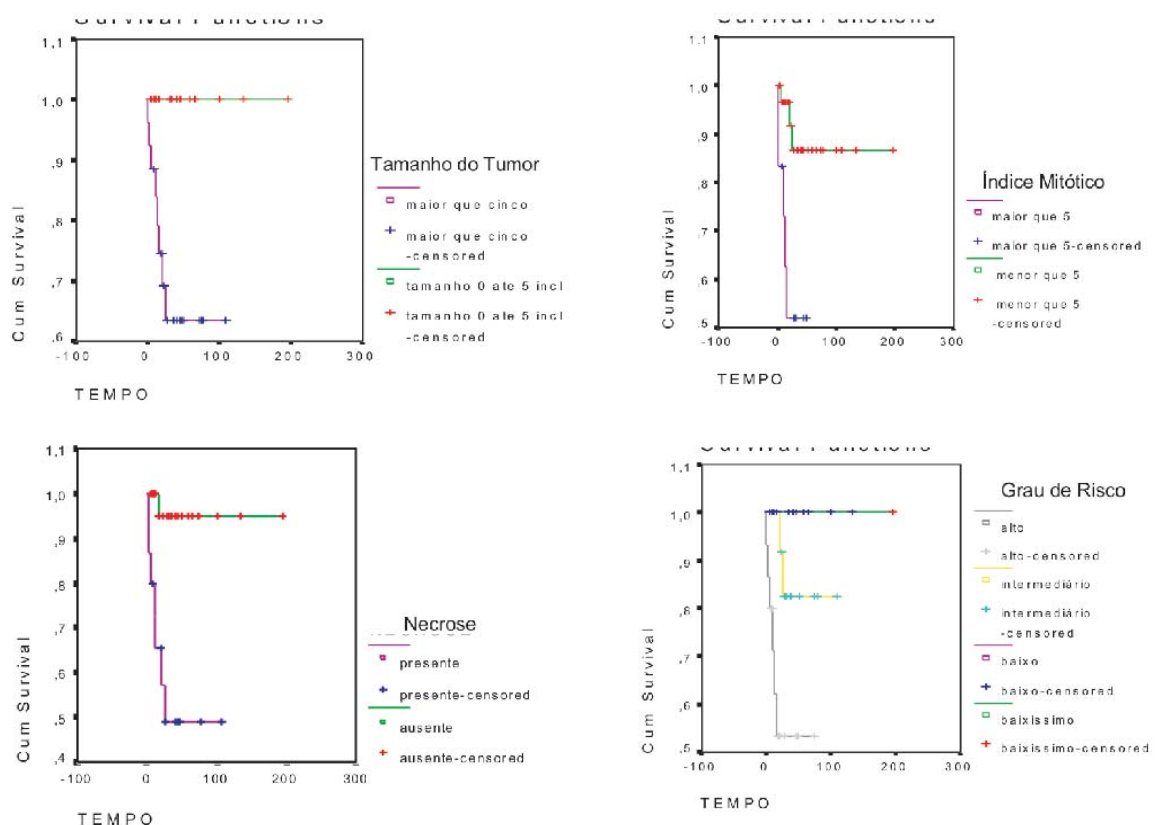 Survival Functions
1,1
1,0
,9
,8
,7
,6
-100
0
100
200
300
Cum Survival
TEMPO
Tamanho do Tumor
maior que cinco
maior que cinco
-censored
tamanho 0 ate 5 incl
tamanho 0 ate 5 incl
-censored
Survival Functions
1,1
1,0
,9
,8
,7
,6
,5
-100
0
100
200
300
Cum Survival
TEMPO
Índice Mitótico
maior que 5
maior que 5-censored
menor que 5
menor que 5
-censored
1,1
1,0
,9
,8
,7
,6
,5
,4
-100
0
100
200
300
Cum Survival
TEMPO
Necrose
presente
presente-censored
ausente
ausente-censored
Survival Functions
1,1
1,0
,9
,8
,7
,6
,5
-100
0
100
200
300
Cum Survival
TEMPO
Grau de Risco
alto
alto-censored
intermediário
intermediário
-censored
baixo
baixo-censored
baixissimo
baixissimo-censored